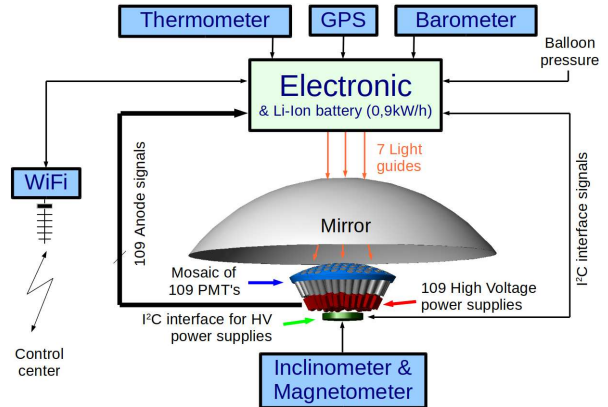 Thermometer
GPS
Barometer
Balloon
pressure
Electronic
& Li-Ion battery (0,9kW/h)
7 Light
guides
WiFi
109 Anode signals
I²C interface signals
Mirror
Mosaic of
109 PMT's
109 High Voltage
power supplies
I²C interface for HV
power supplies
Control
center
Inclinometer &
Magnetometer